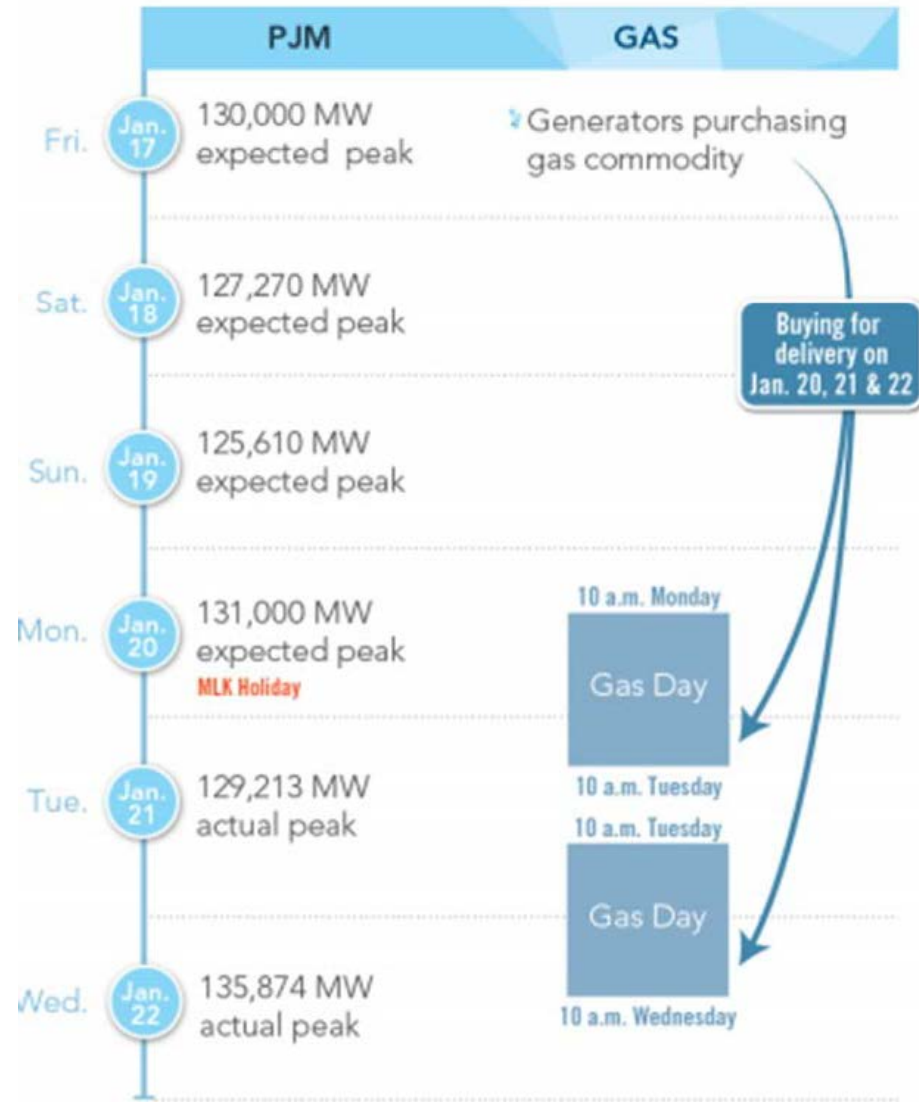 PJM
GAS
Fri.
Jan.
17
130,000 MW
expected peak
Generators purchasing
gas commodity
Sat.
Jan.
18
127,270 MW
expected peak
Buying for
delivery on
Jan. 20, 21 & 22
Sun.
Jan.
19
125,610 MW
expected peak
Mon.
Jan.
20
131,000 MW
expected peak
MLK Holiday
10 a.m. Monday
Gas Day
10 a.m. Tuesday
Tue.
Jan.
21
129,213 MW
actual peak
10 a.m. Tuesday
Gas Day
10 a.m. Wednesday
Wed.
Jan.
22
135,874 MW
actual peak